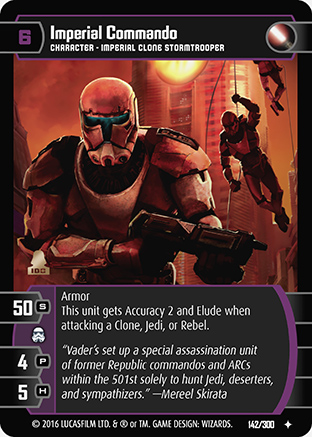 6
Imperial Commando
CHARACTER • IMPERIAL CLONE STORMTROOPER
50 S
Armor
This unit gets Accuracy 2 and Elude when
attacking a Clone, Jedi, or Rebel.
4 P
“Vader’s set up a special assassination unit
of former Republic commandos and ARCs
within the 501st solely to hunt Jedi, deserters,
and sympathizers.” —Mereel Skirata
5 H
© 2016 LUCASFILM LTD. & ® or TM. GAME DESIGN: WIZARDS. 142/300